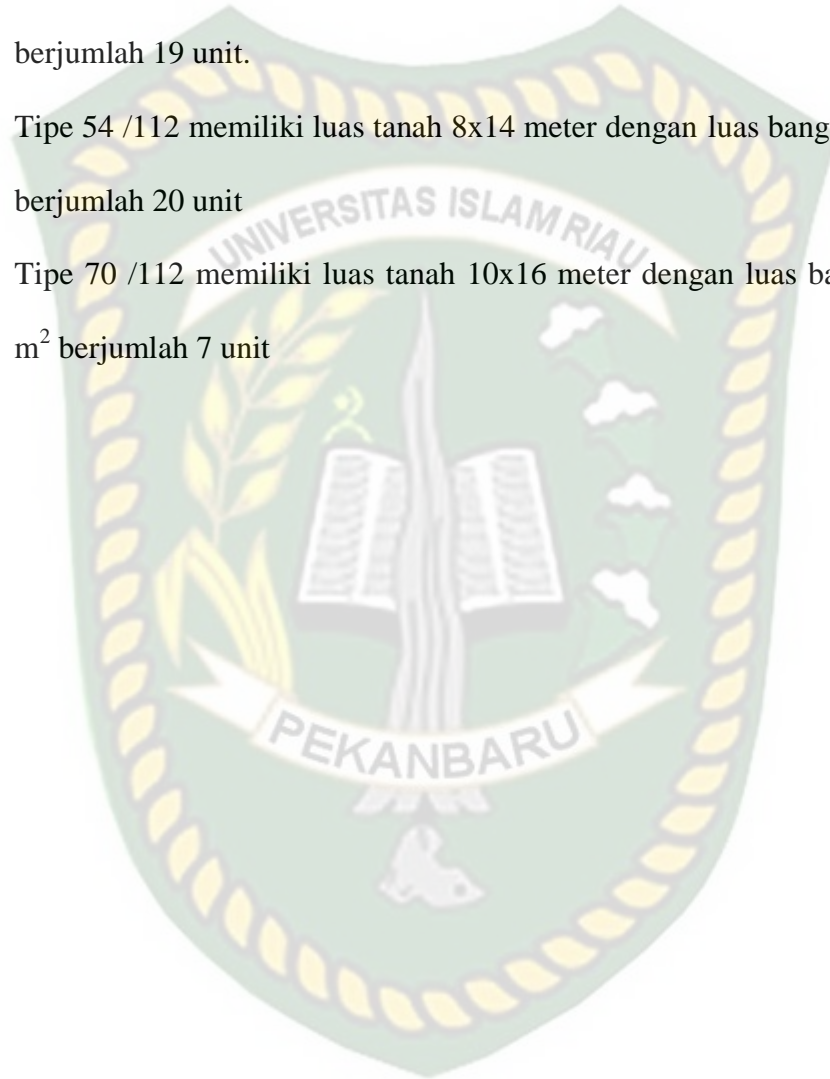 berjumlah 19 unit.
Tipe 54 /112 memiliki luas tanah 8x14 meter dengan luas bang
berjumlah 20 unit
UNIVERSITAS ISLAM RIAU
Tipe 70 /112 memiliki luas tanah 10x16 meter dengan luas ba
m² berjumlah 7 unit
PEKANBARU